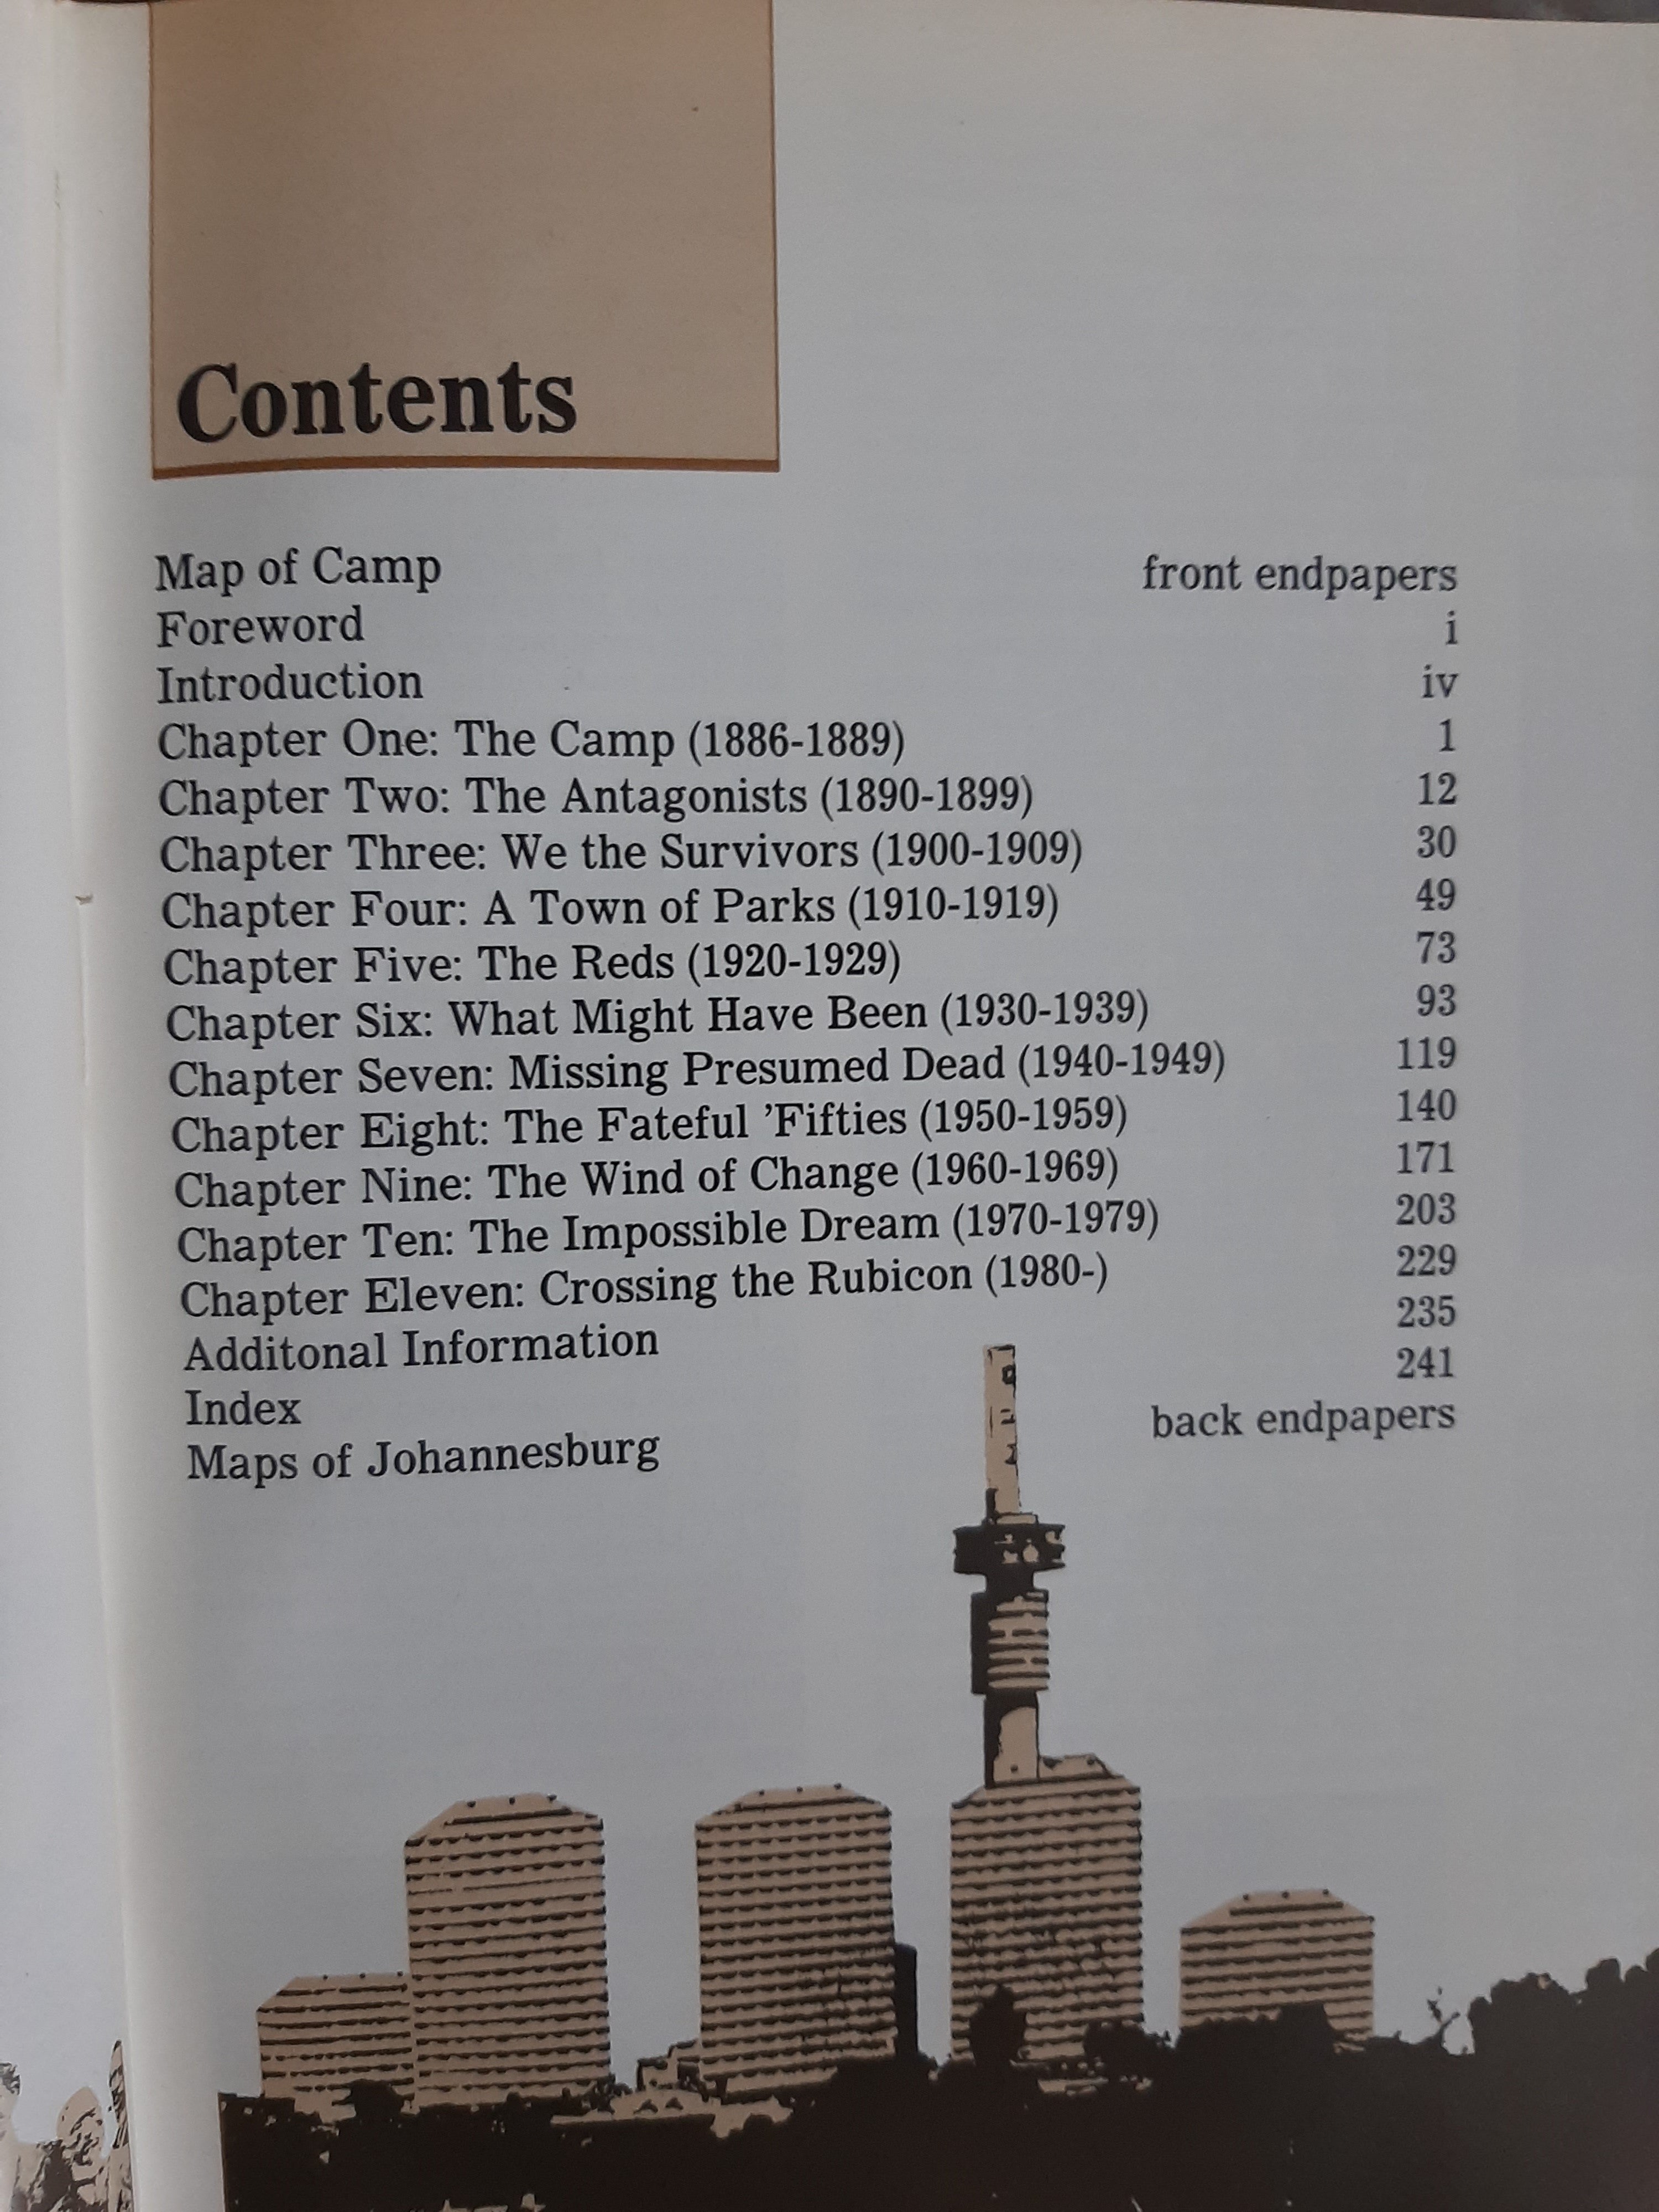 Contents
Map of Camp front endpapers
Foreword i
Introduction iv
Chapter One: The Camp (1886-1889) 1
Chapter Two: The Antagonists (1890-1899) 12
Chapter Three: We the Survivors (1900-1909) 30
Chapter Four: A Town of Parks (1910-1919) 49
Chapter Five: The Reds (1920-1929) 73
Chapter Six: What Might Have Been (1930-1939) 93
Chapter Seven: Missing Presumed Dead (1940-1949) 119
Chapter Eight: The Fateful ’Fifties (1950-1959) 140
Chapter Nine: The Wind of Change (1960-1969) 171
Chapter Ten: The Impossible Dream (1970-1979) 203
Chapter Eleven: Crossing the Rubicon (1980-) 229
Additonal Information 235
Index 241
Maps of Johannesburg back endpapers